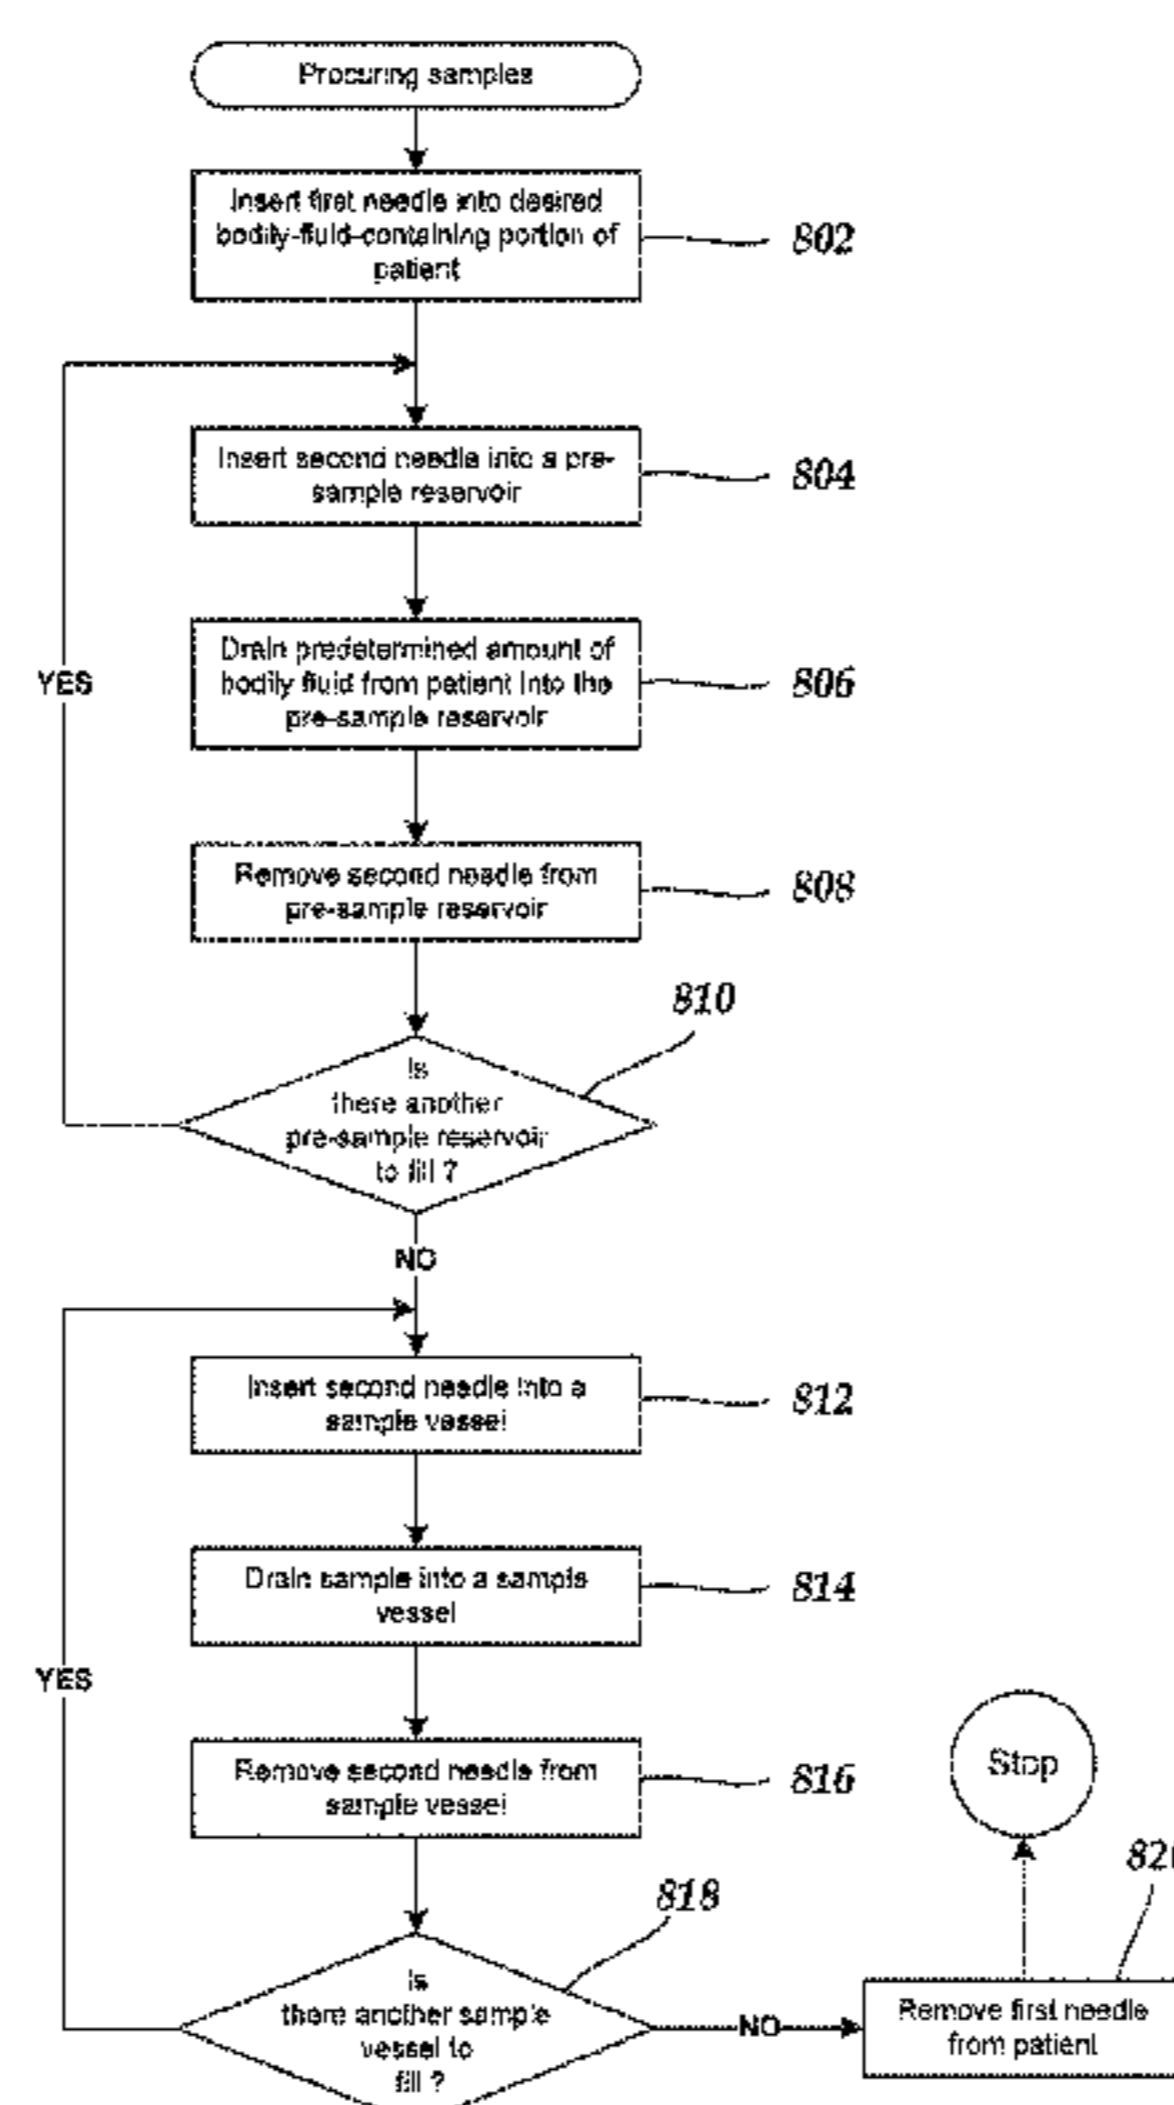 Procuring samples
Insert first needle into desired
bodily-fluid-containing portion of
patient
802
Insert second needle into a pre-
sample reservoir
804
YES
Drain predetermined amount of
bodily fluid from patient into the
pre-sample reservoir
806
Remove second needle from
pre-sample reservoir
808
810
Is
there another
pre-sample reservoir
to fill ?
NO
Insert second needle into a
sample vessel
812
Drain sample into a sample
vessel
814
YES
Remove second needle from
sample vessel
816
Stop
818
Is
there another sample
vessel to
fill ?
NO
Remove first needle
from patient